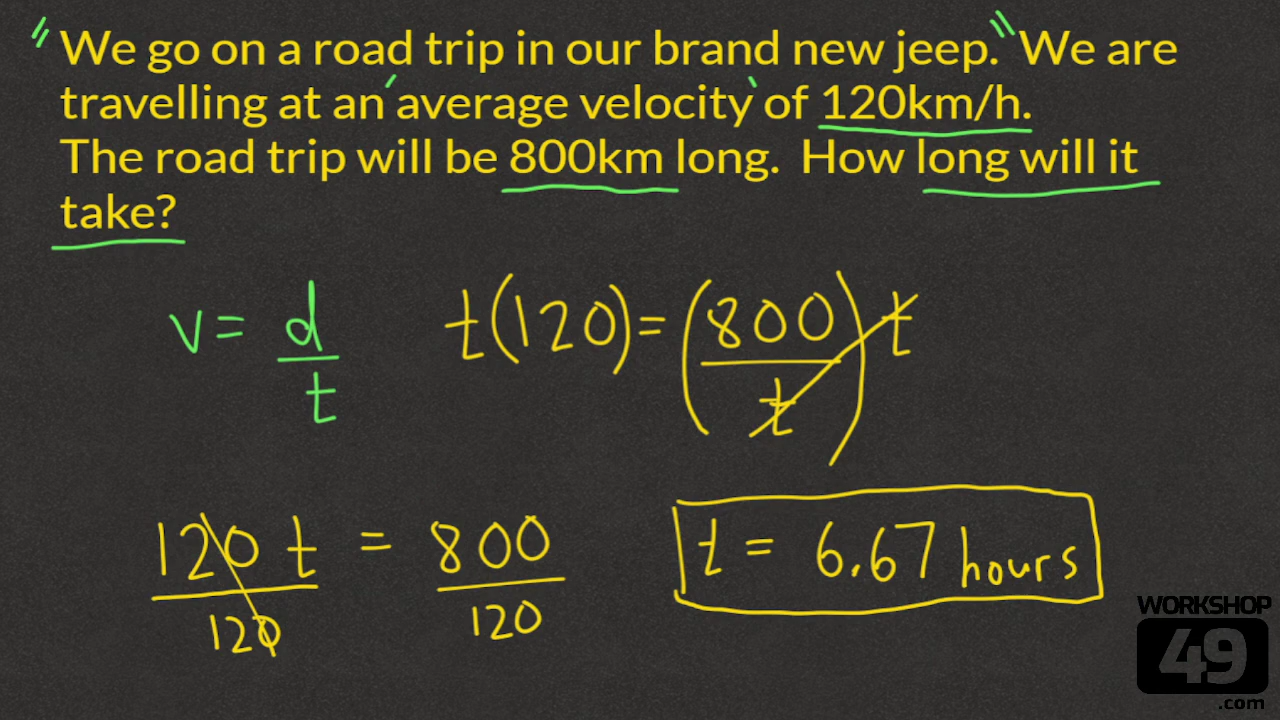 "We go on a road trip in our brand new jeep." We are
travelling at an 'average velocity' of 120km/h.
The road trip will be 800km long. How long will it
take?
v = d/t
t(120) = (800/t) t
120 t / 120 = 800 / 120
t = 6.67 hours
WORKSHOP
49
.com